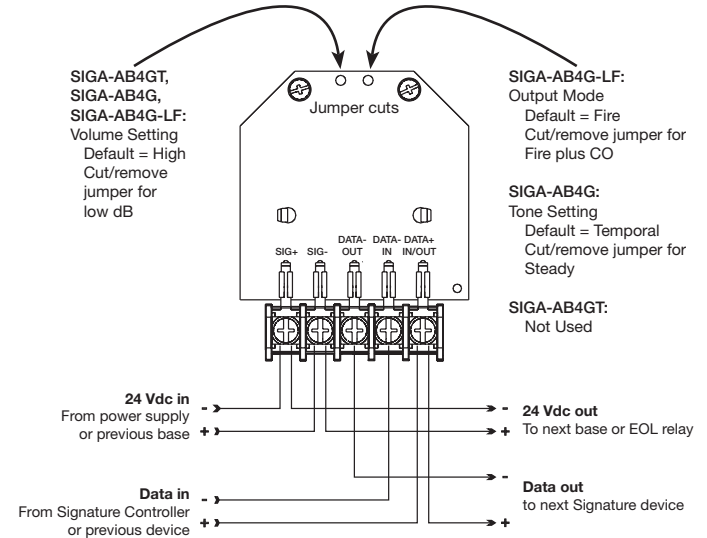 SIGA-AB4GT,
SIGA-AB4G,
SIGA-AB4G-LF:
Volume Setting
Default = High
Cut/remove
jumper for
low dB
Jumper cuts
SIGA-AB4G-LF:
Output Mode
Default = Fire
Cut/remove jumper for
Fire plus CO
SIGA-AB4G:
Tone Setting
Default = Temporal
Cut/remove jumper for
Steady
SIGA-AB4GT:
Not Used
SIG+
SIG-
DATA-
OUT
DATA-
IN
DATA+
IN/OUT
24 Vdc in
From power supply
or previous base
-
+
- 
24 Vdc out
+
To next base or EOL relay
Data in
From Signature Controller
or previous device
-
+
-
Data out
to next Signature device
+